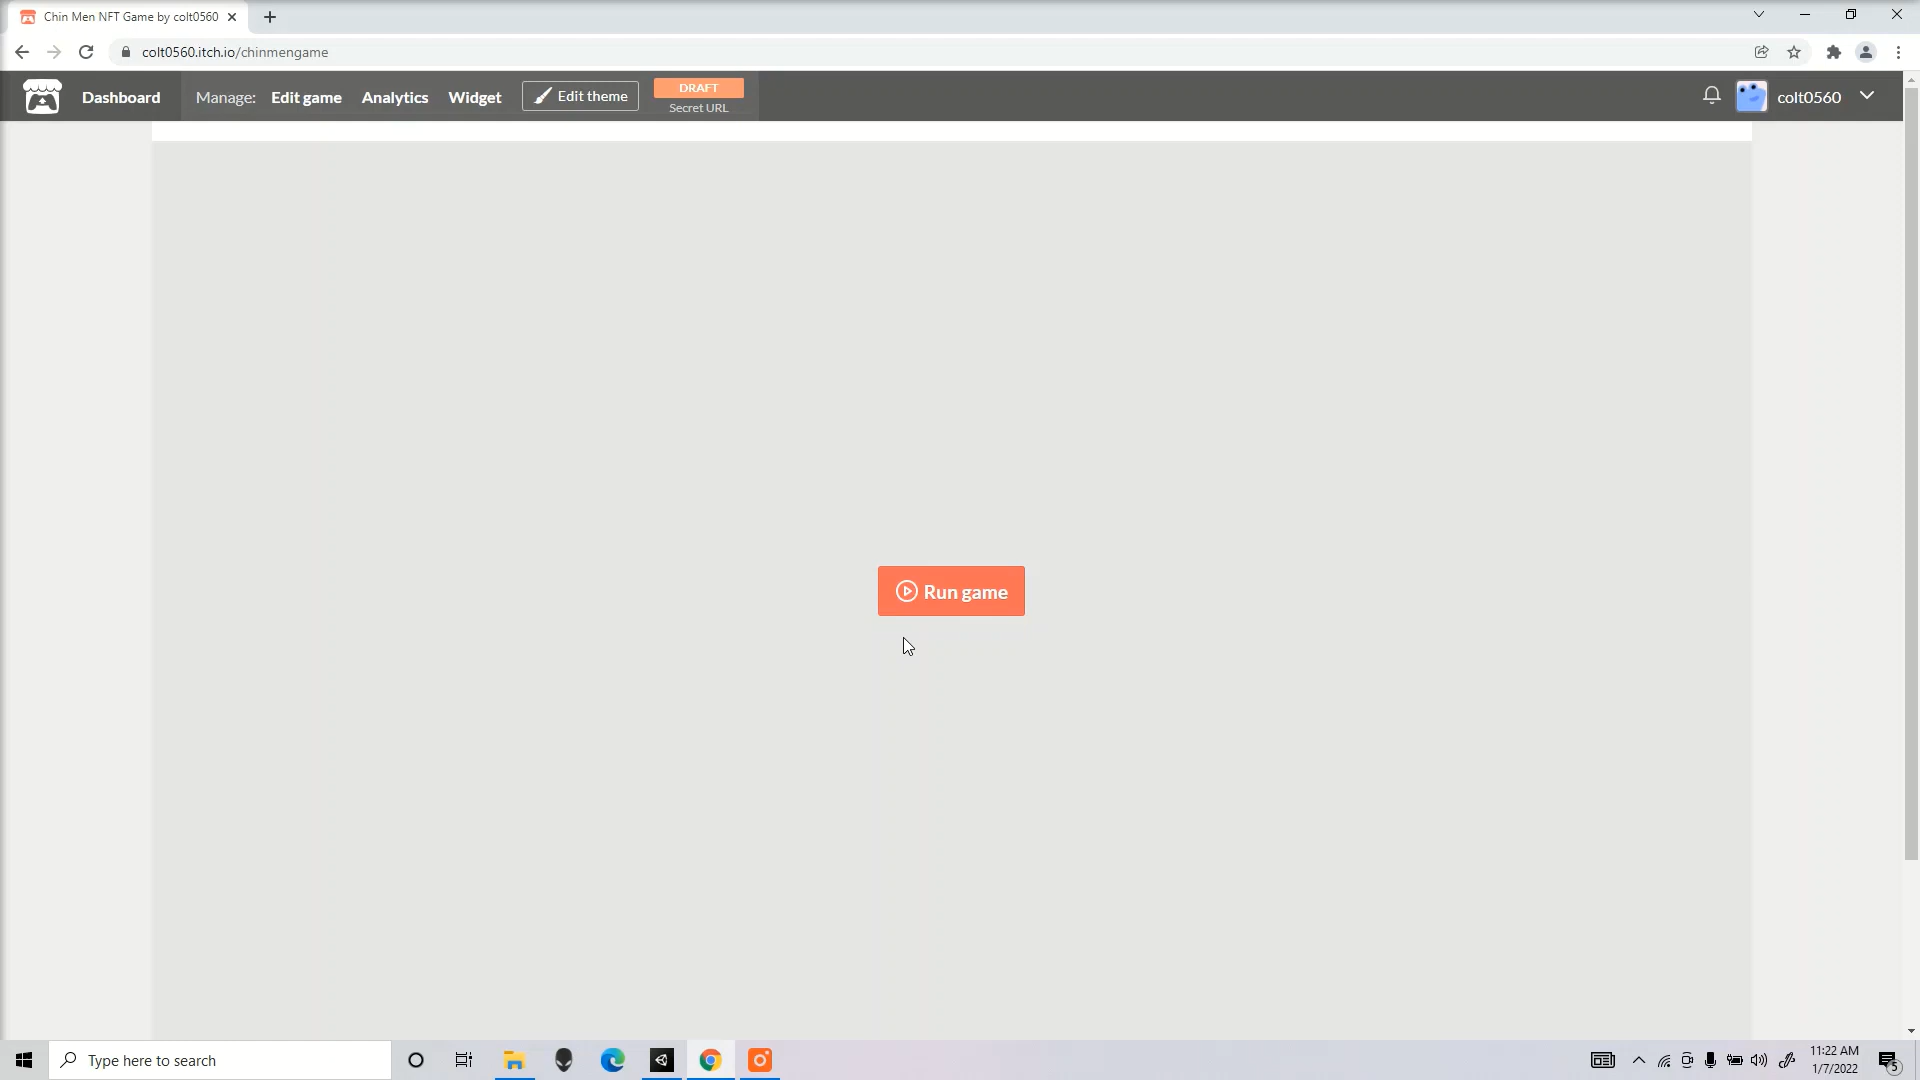 Chin Men NFT Game by colt0560
colt0560.itch.io/chinmengame
Dashboard
Manage:
Edit game
Analytics
Widget
Edit theme
DRAFT
Secret URL
colt0560
Run game
Type here to search
11:22 AM
1/7/2022
5